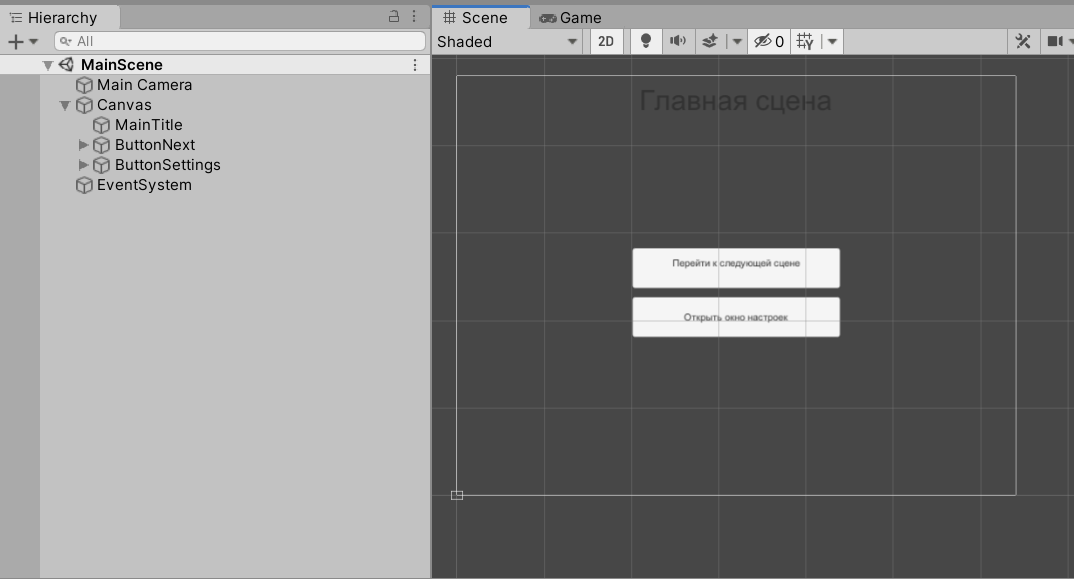 Hierarchy
All
MainScene
Main Camera
Canvas
MainTitle
ButtonNext
ButtonSettings
EventSystem
Scene
Game
Shaded
2D
0
Главная сцена
Перейти к следующей сцене
Открыть окно настроек